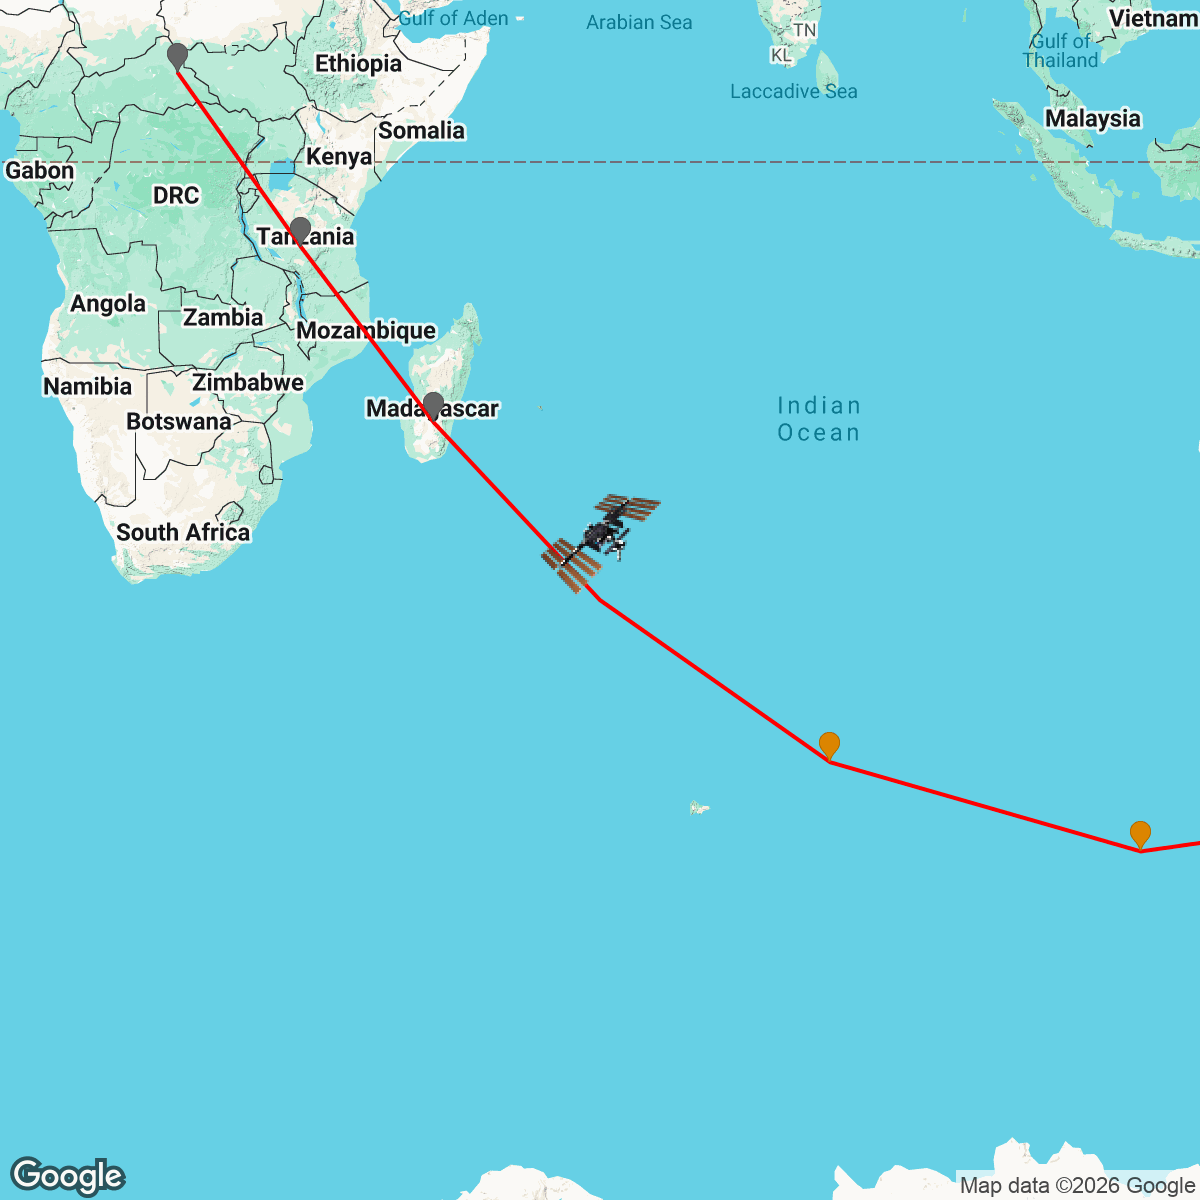 Gulf of Aden
Arabian Sea
TN
KL
Vietnam
Gulf of
Thailand
Ethiopia
Laccadive Sea
Malaysia
Somalia
Kenya
Gabon
DRC
Tanzania
Angola
Zambia
Mozambique
Namibia
Zimbabwe
Botswana
Madagascar
Indian
Ocean
South Africa
Google
Map data ©2026 Google